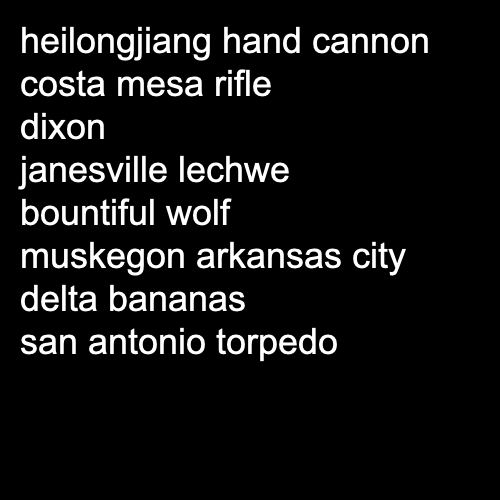 heilongjiang hand cannon
costa mesa rifle
dixon
janesville lechwe
bountiful wolf
muskegon arkansas city
delta bananas
san antonio torpedo